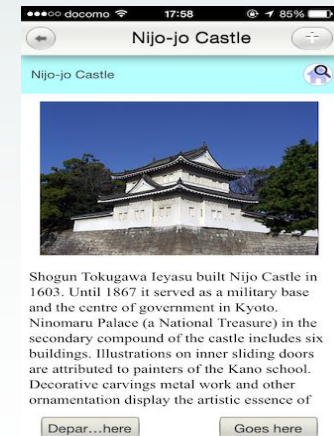 docomo 17:58 85%
Nijo-jo Castle
Nijo-jo Castle
Shogun Tokugawa Ieyasu built Nijo Castle in
1603. Until 1867 it served as a military base
and the centre of government in Kyoto.
Ninomaru Palace (a National Treasure) in the
secondary compound of the castle includes six
buildings. Illustrations on inner sliding doors
are attributed to painters of the Kano school.
Decorative carvings metal work and other
ornamentation display the artistic essence of
Depar...here Goes here